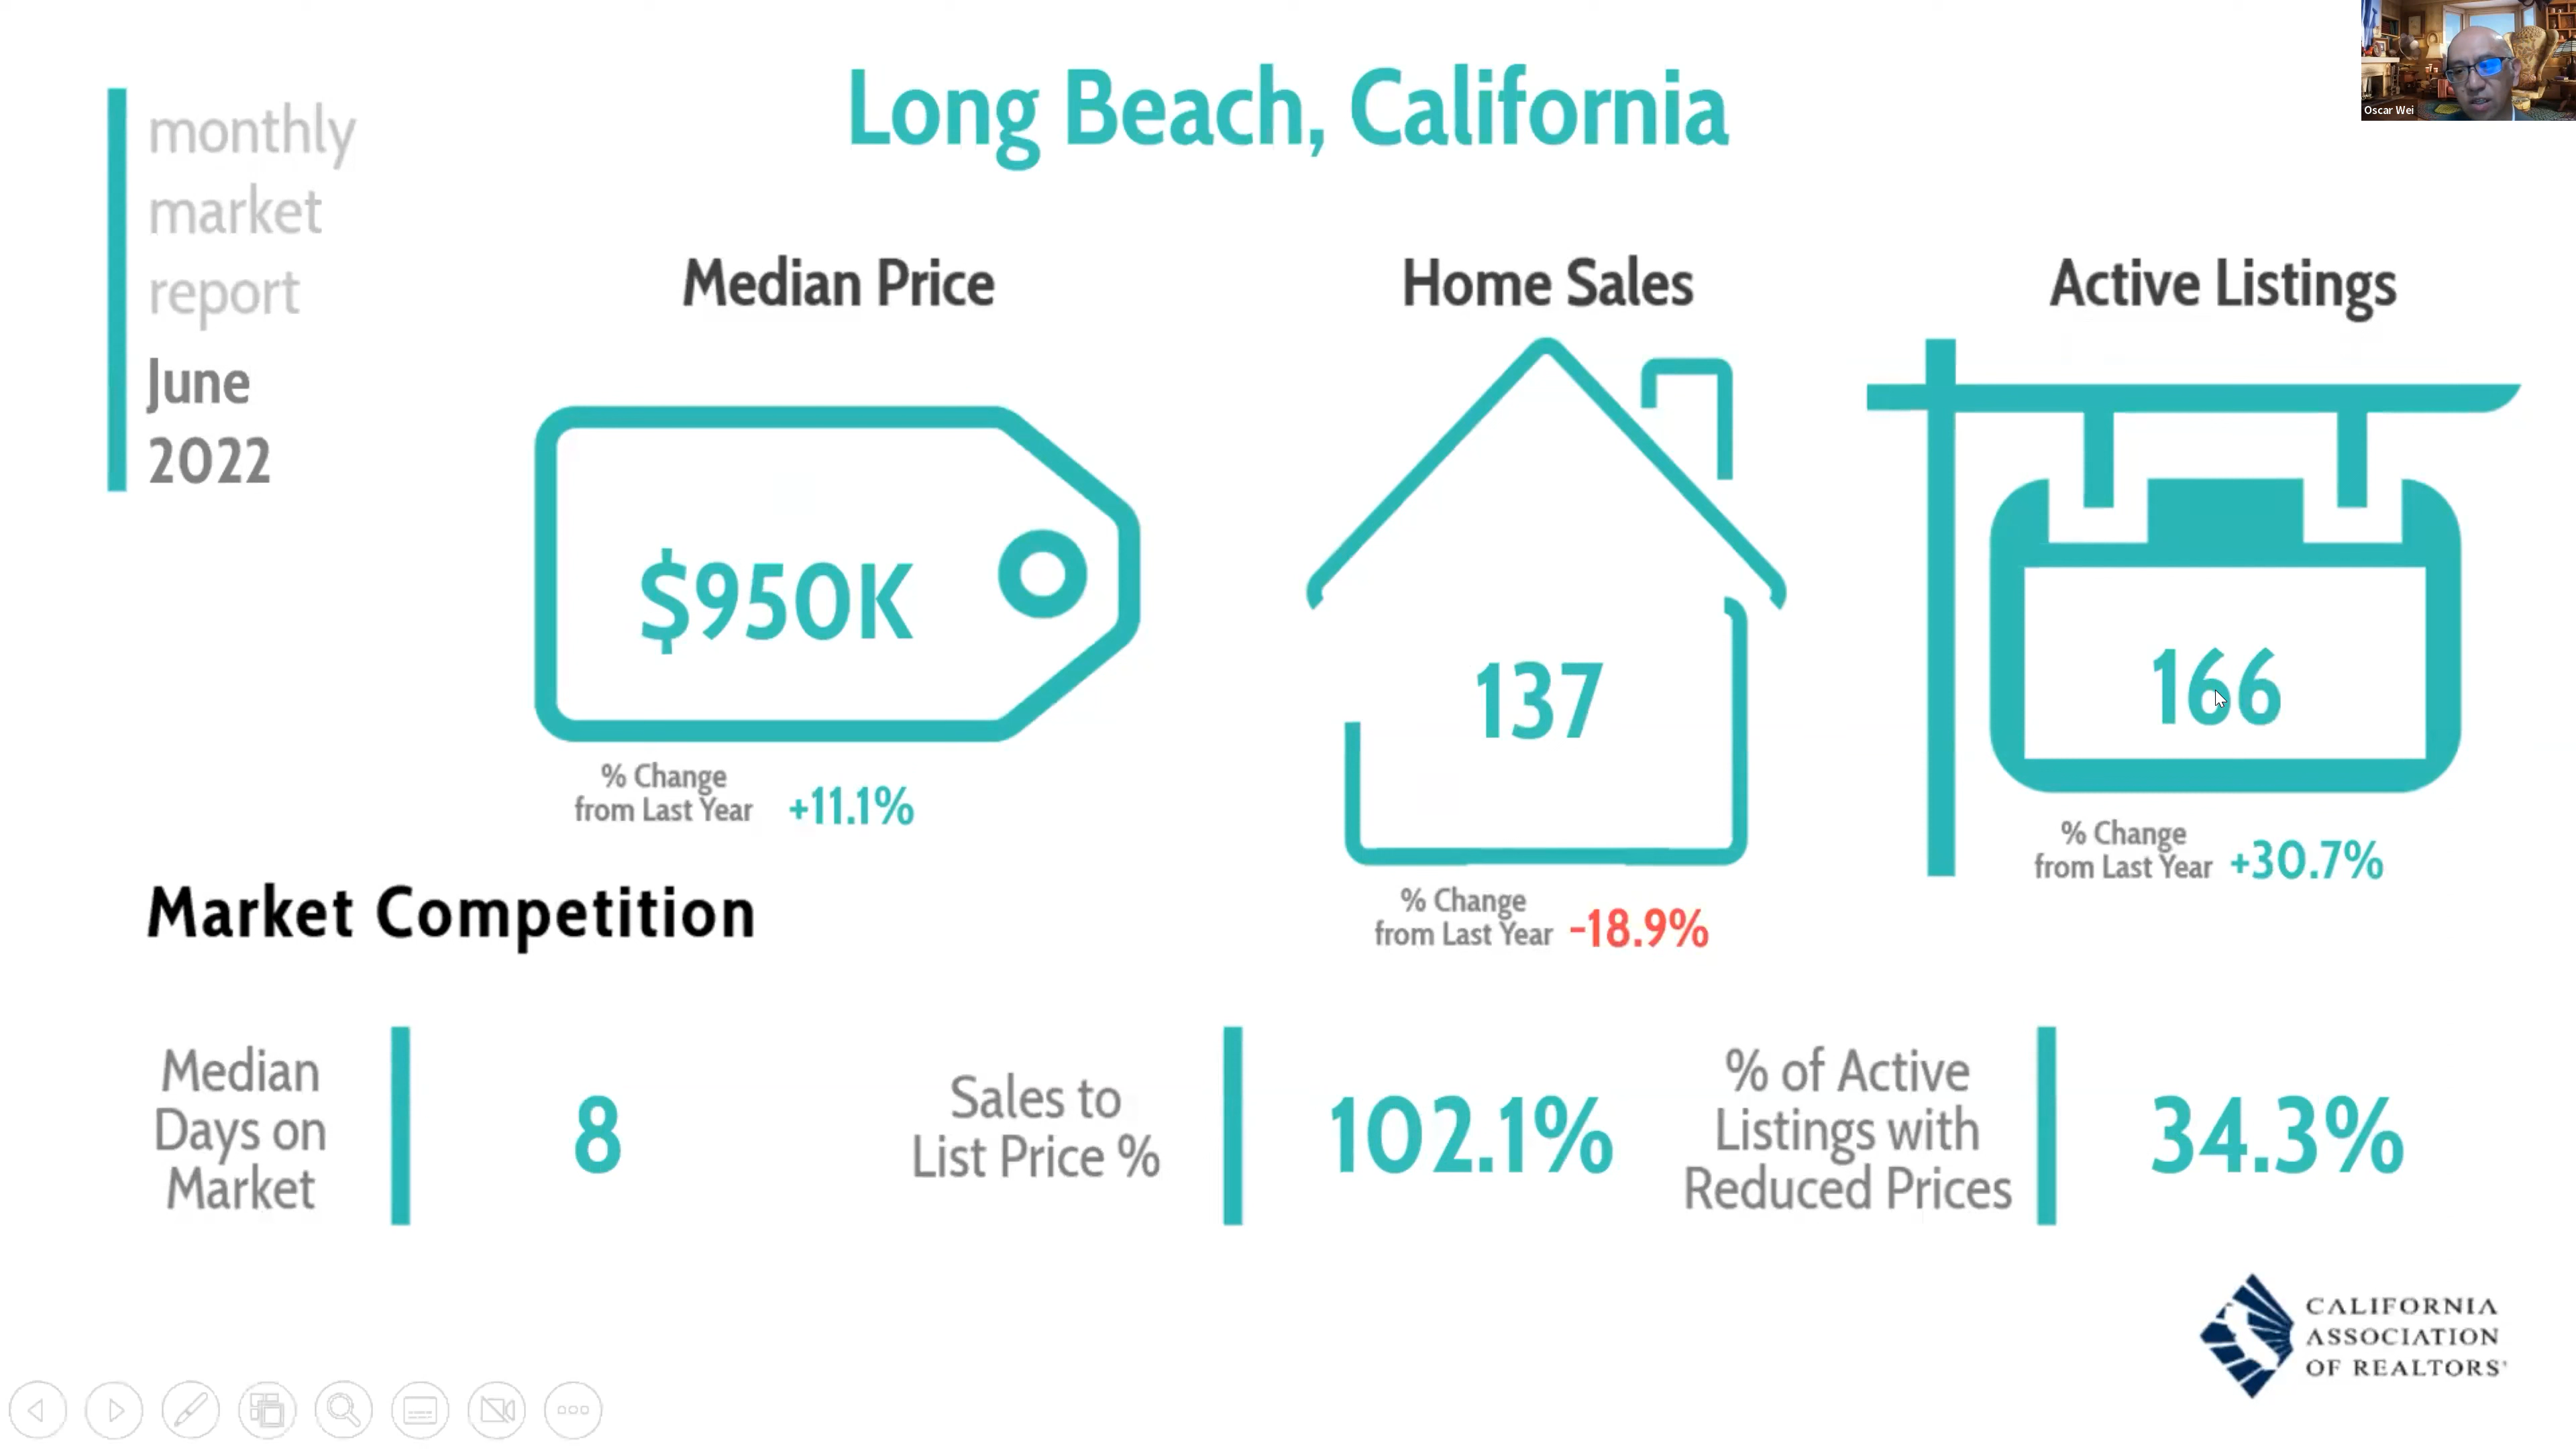 Long Beach, California
Oscar Wei
monthly
market
report
June
2022
Median Price
$950K
% Change
from Last Year
+11.1%
Home Sales
137
% Change
from Last Year
-18.9%
Active Listings
166
% Change
from Last Year
+30.7%
Market Competition
Median
Days on
Market
8
Sales to
List Price %
102.1%
% of Active
Listings with
Reduced Prices
34.3%
CALIFORNIA
ASSOCIATION
OF REALTORS®